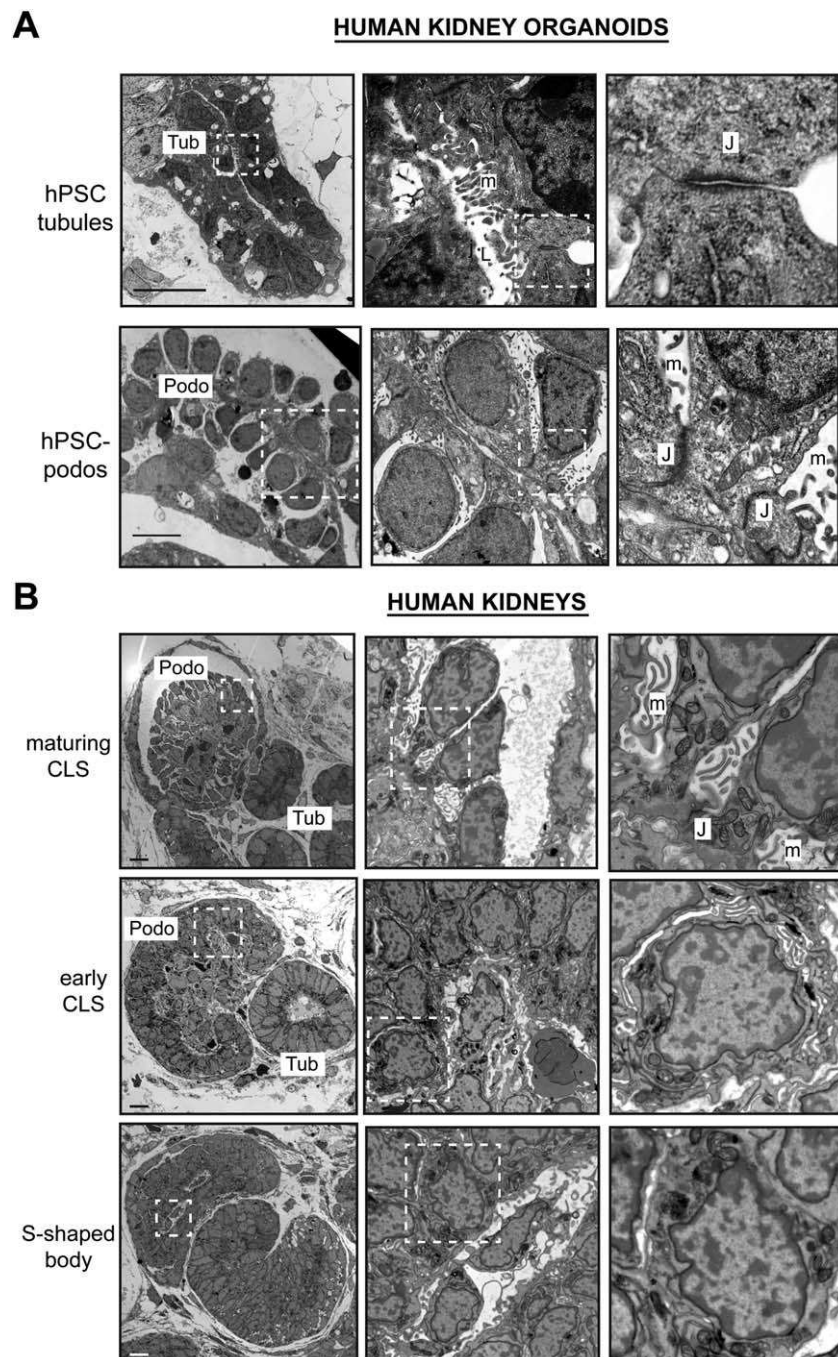 A
HUMAN KIDNEY ORGANOIDS
hPSC
tubules
Tub
m
L
J
hPSC-
podos
Podo
m
J
m
J
B
HUMAN KIDNEYS
maturing
CLS
Podo
Tub
m
J
m
early
CLS
Podo
Tub
S-shaped
body